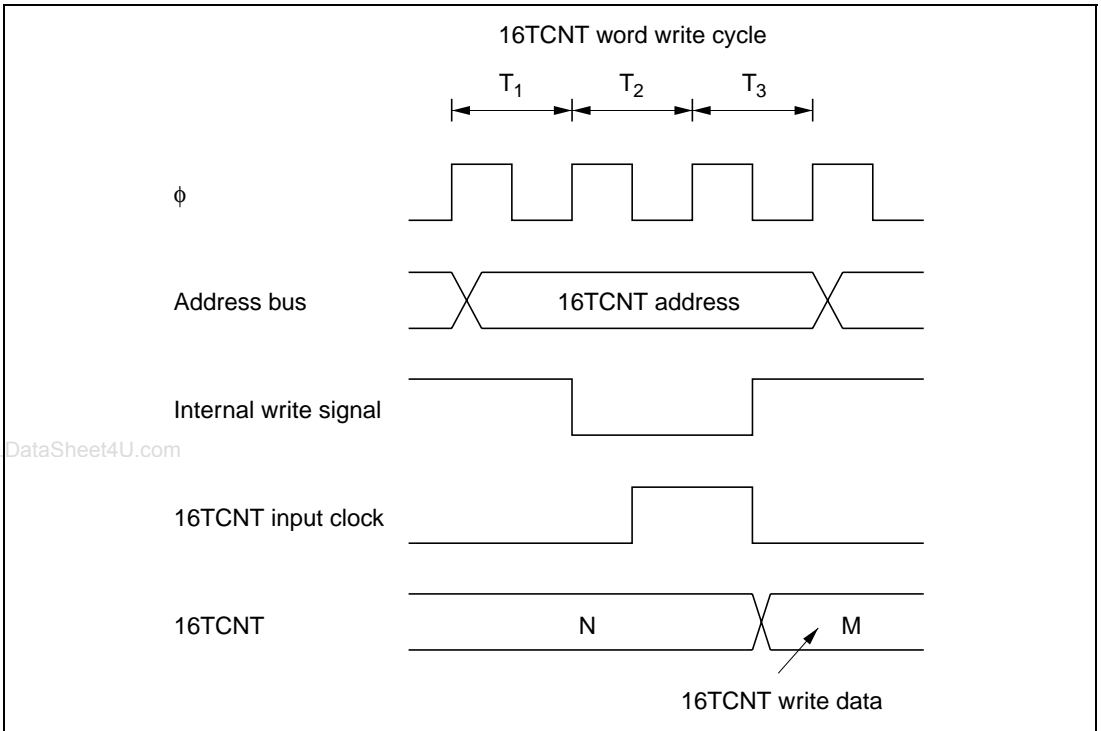 16TCNT word write cycle
T1 T2 T3
φ
Address bus 16TCNT address
Internal write signal
DataSheet4U.com
16TCNT input clock
16TCNT N M
16TCNT write data